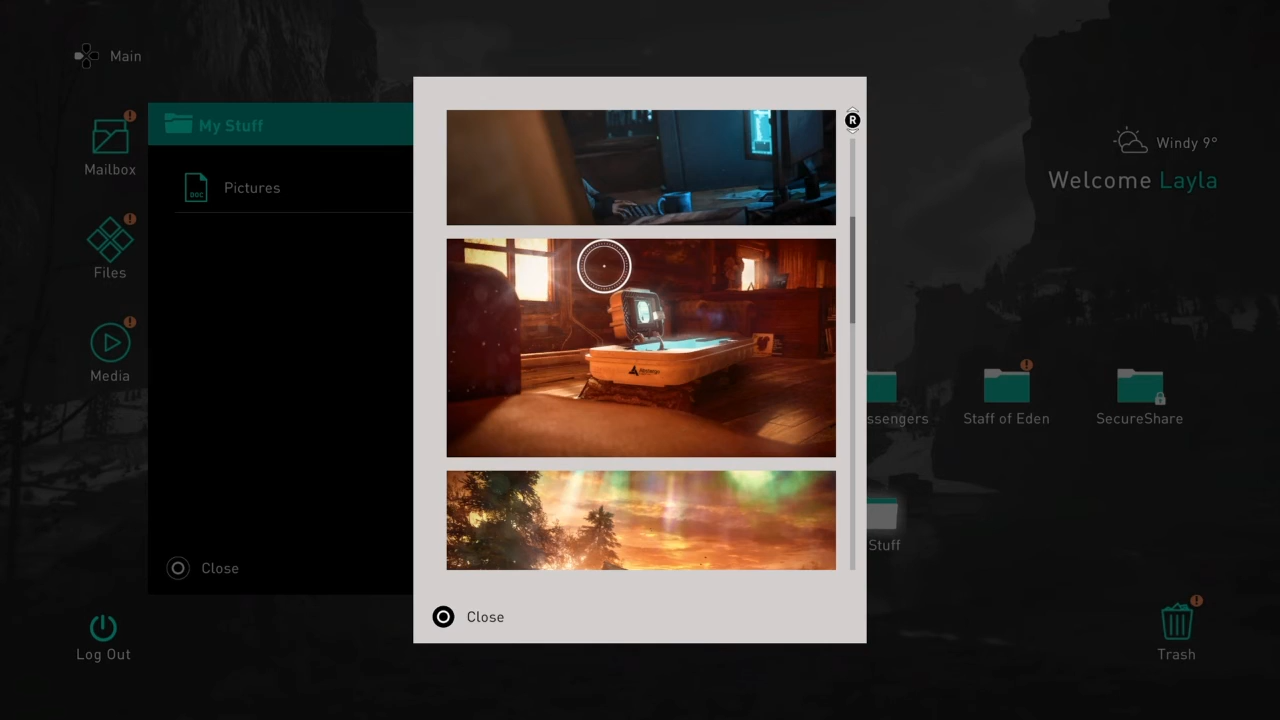 Main
My Stuff
R
Mailbox
Windy 9°
Welcome Layla
DOC
Pictures
Files
Media
ssengers
Staff of Eden
SecureShare
Stuff
Close
Close
Log Out
Trash